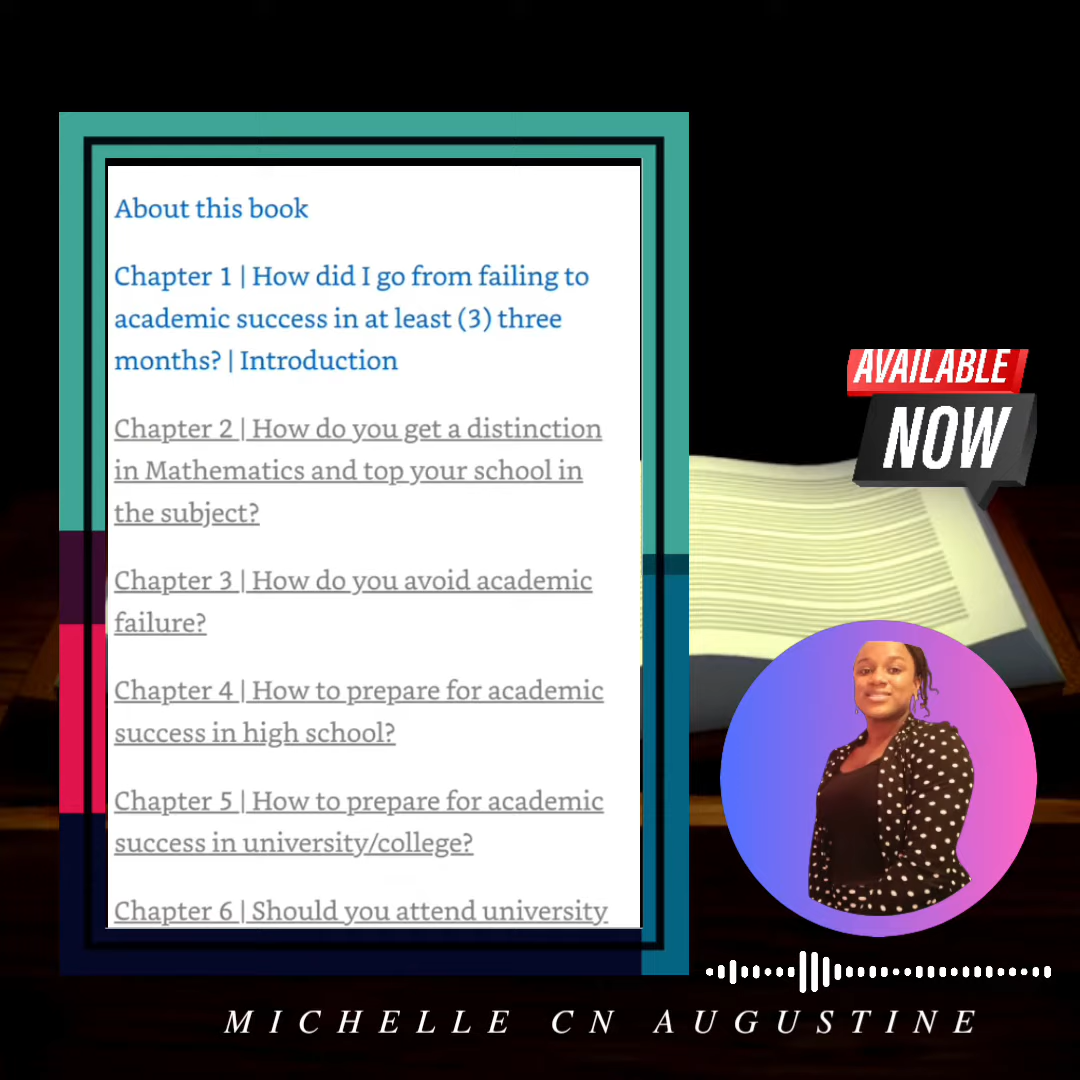 About this book
Chapter 1 | How did I go from failing to
academic success in at least (3) three
months? | Introduction
Chapter 2 | How do you get a distinction
in Mathematics and top your school in
the subject?
Chapter 3 | How do you avoid academic
failure?
Chapter 4 | How to prepare for academic
success in high school?
Chapter 5 | How to prepare for academic
success in university/college?
Chapter 6 | Should you attend university
AVAILABLE
NOW
MICHELLE CN AUGUSTINE